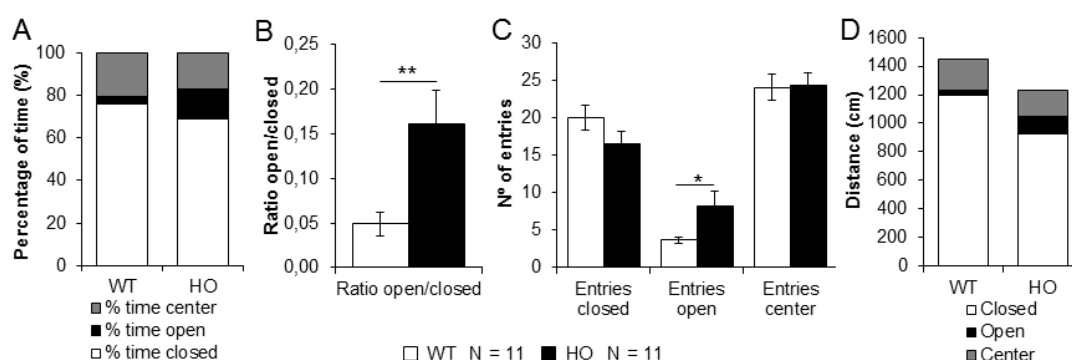 A
Percentage of time (%)
100
80
60
40
20
0
WT HO
% time center
% time open
% time closed
B
Ratio open/closed
0,25
0,20
0,15
0,10
0,05
0,00
**
Ratio open/closed
C
Nº of entries
30
25
20
15
10
5
0
*
Entries closed
Entries open
Entries center
WT N = 11 HO N = 11
D
Distance (cm)
1600
1400
1200
1000
800
600
400
200
0
WT HO
Closed
Open
Center